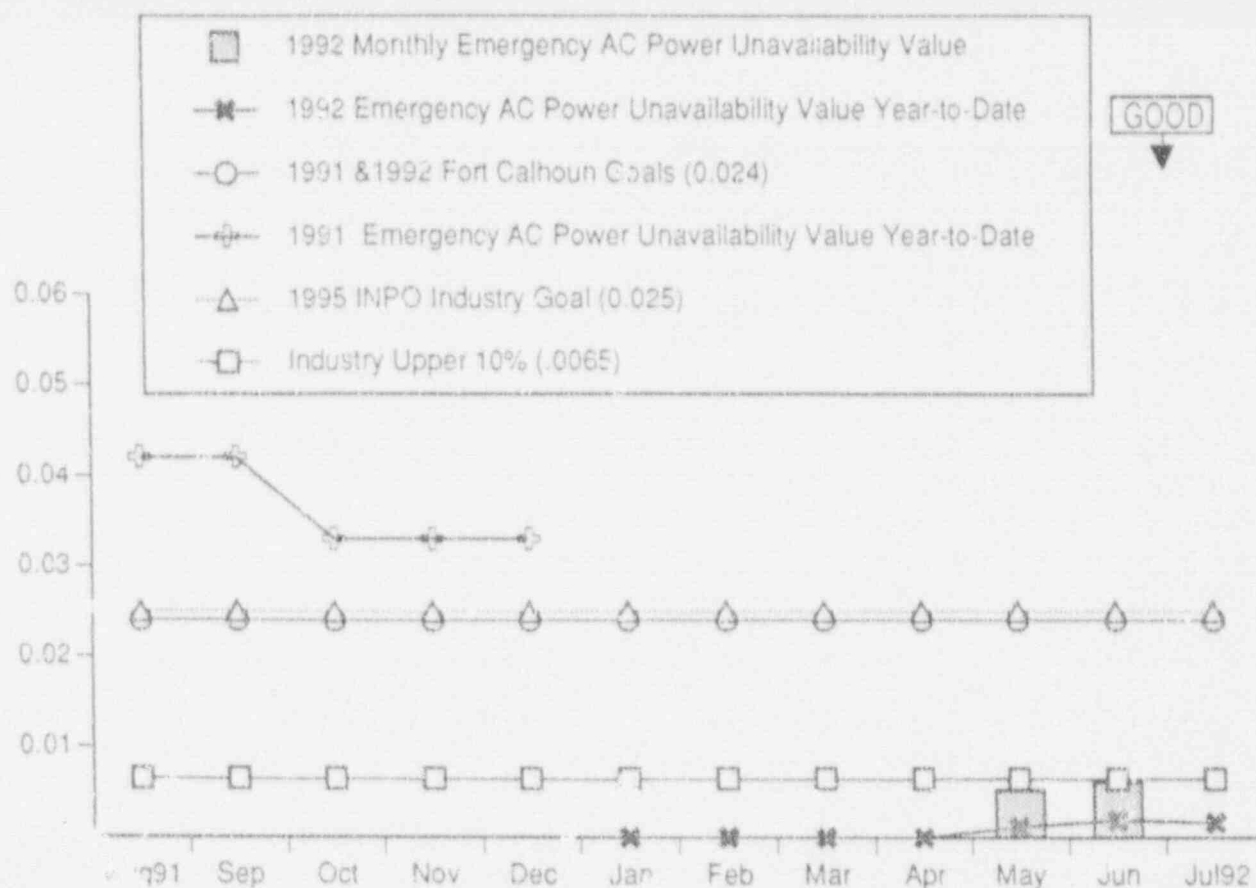 1992 Monthly Emergency AC Power Unavailability Value
1992 Emergency AC Power Unavailability Value Year-to-Date
GOOD
1991 &1992 Fort Calhoun Goals (0.024)
1991 Emergency AC Power Unavailability Value Year-to-Date
1995 INPO Industry Goal (0.025)
Industry Upper 10% (.0065)
0.06
0.05
0.04
0.03
0.02
0.01
Sep Oct Nov Dec Jan Feb Mar Apr May Jun Jul92